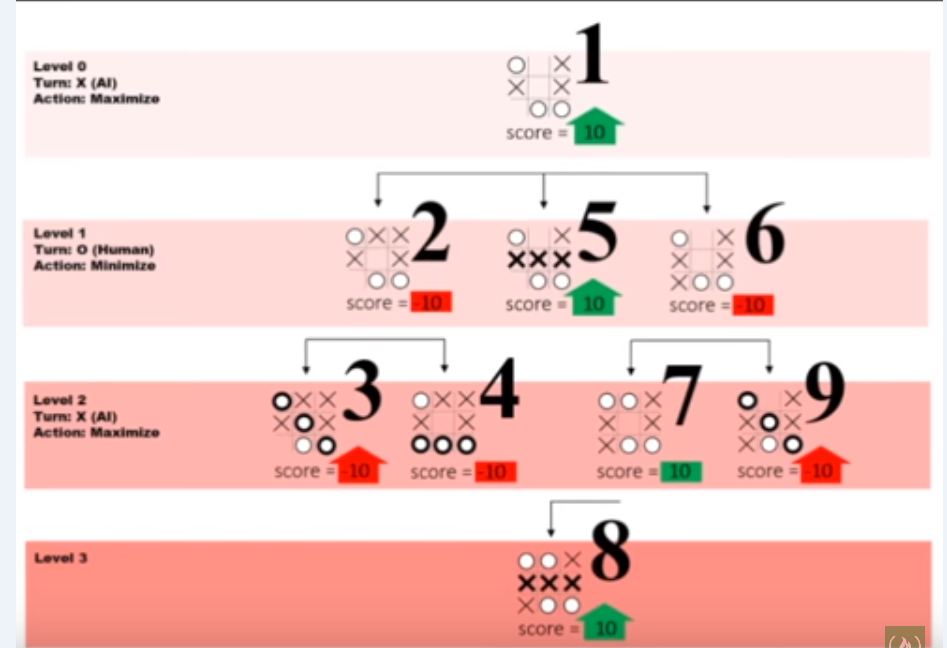 1
Level 0
Turn: X (AI)
Action: Maximize
O X
X X
O O
score = 10
2 5 6
Level 1
Turn: O (Human)
Action: Minimize
O X X O X O X
X X X X X X X
O O O O X O O
score = -10 score = 10 score = -10
3 4 7 9
Level 2
Turn: X (AI)
Action: Maximize
O X X O X X O O X O X
X O X X X X X X O X
O O O O O X O O X O O
score = -10 score = -10 score = 10 score = -10
8
Level 3
O O X
X X X
X O O
score = 10